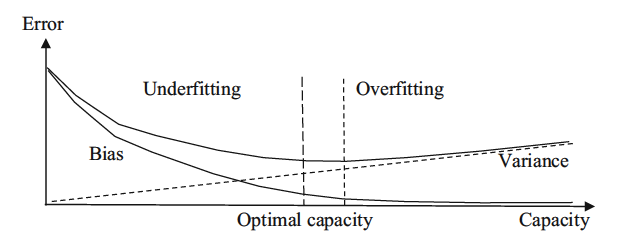 Error
Underfitting
Overfitting
Bias
Variance
Optimal capacity
Capacity